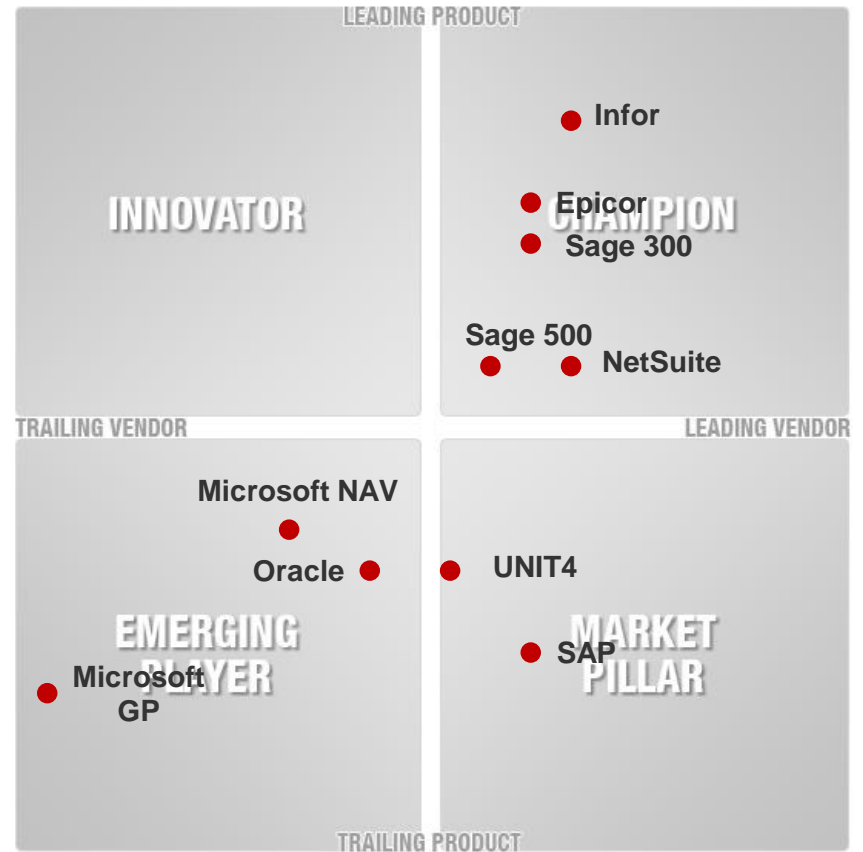 LEADING PRODUCT
Infor
INNOVATOR
Epicor
CHAMPION
Sage 300
Sage 500
NetSuite
TRAILING VENDOR
LEADING VENDOR
Microsoft NAV
Oracle
UNIT4
EMERGING
PLAYER
MARKET
PILLAR
SAP
Microsoft
GP
TRAILING PRODUCT